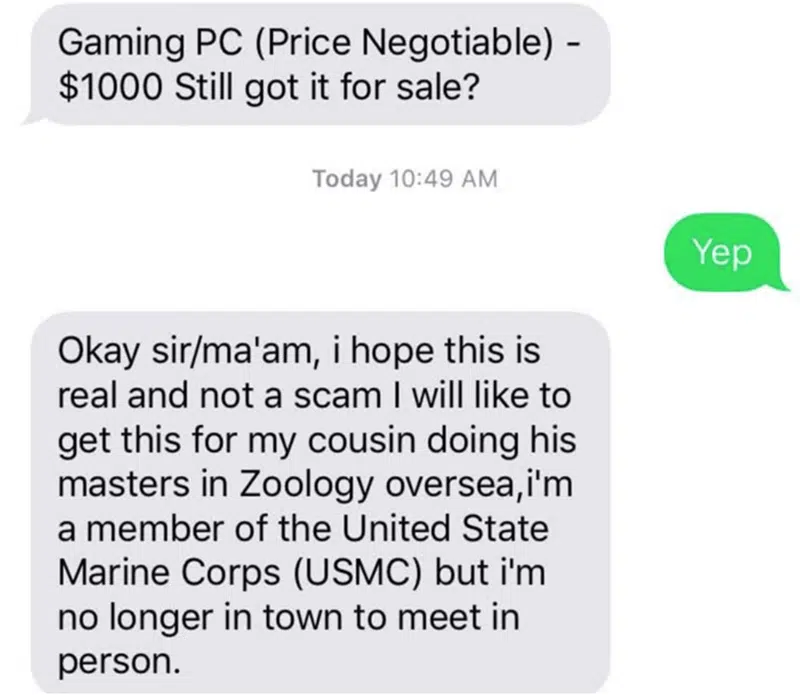 Gaming PC (Price Negotiable) -
$1000 Still got it for sale?
Today 10:49 AM
Yep
Okay sir/ma'am, i hope this is
real and not a scam I will like to
get this for my cousin doing his
masters in Zoology oversea,i'm
a member of the United State
Marine Corps (USMC) but i'm
no longer in town to meet in
person.